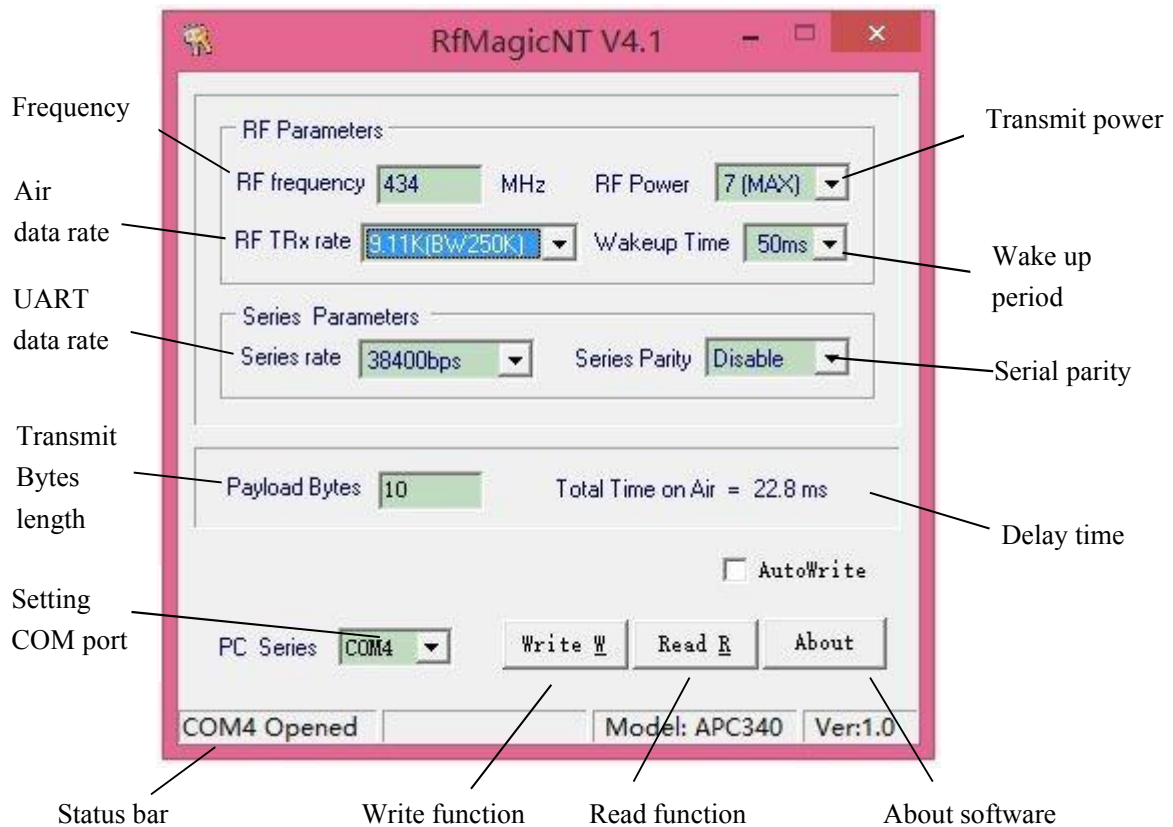 RfMagicNT V4.1
Frequency
Transmit power
RF Parameters
RF frequency 434 MHz RF Power 7 (MAX)
Air
data rate
RF TRx rate 9.11K(BW250K) Wakeup Time 50ms
Wake up
period
UART
data rate
Series Parameters
Series rate 38400bps Series Parity Disable
Serial parity
Transmit
Bytes
length
Payload Bytes 10 Total Time on Air = 22.8 ms
Delay time
AutoWrite
Setting
COM port
PC Series COM4 Write W Read R About
COM4 Opened Model: APC340 Ver:1.0
Status bar Write function Read function About software